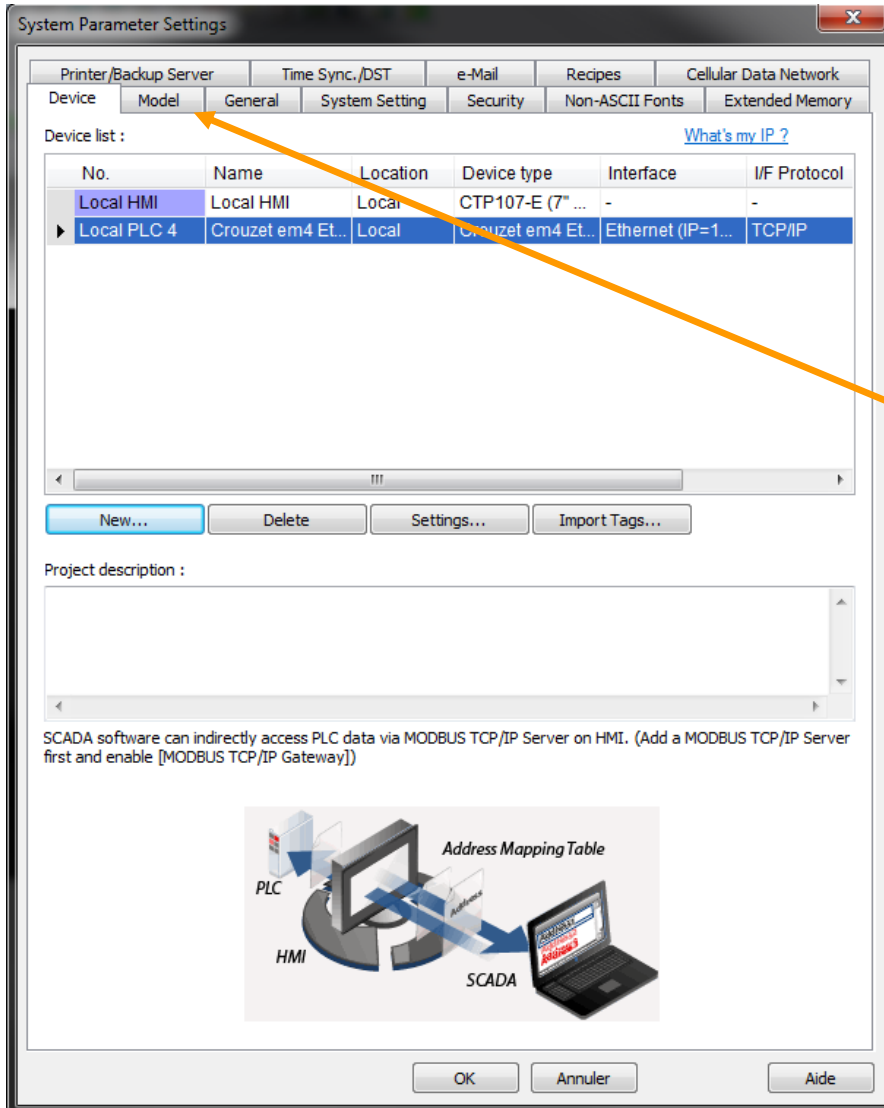 System Parameter Settings
Printer/Backup Server Time Sync./DST e-Mail Recipes Cellular Data Network
Device Model General System Setting Security Non-ASCII Fonts Extended Memory
Device list : What's my IP ?
No. Name Location Device type Interface I/F Protocol
Local HMI Local HMI Local CTP107-E (7" ... - -
Local PLC 4 Crouzet em4 Et... Local Crouzet em4 Et... Ethernet (IP=1... TCP/IP
New... Delete Settings... Import Tags...
Project description :
SCADA software can indirectly access PLC data via MODBUS TCP/IP Server on HMI. (Add a MODBUS TCP/IP Server
first and enable [MODBUS TCP/IP Gateway])
Address Mapping Table
PLC
Address
HMI
SCADA
OK Annuler Aide